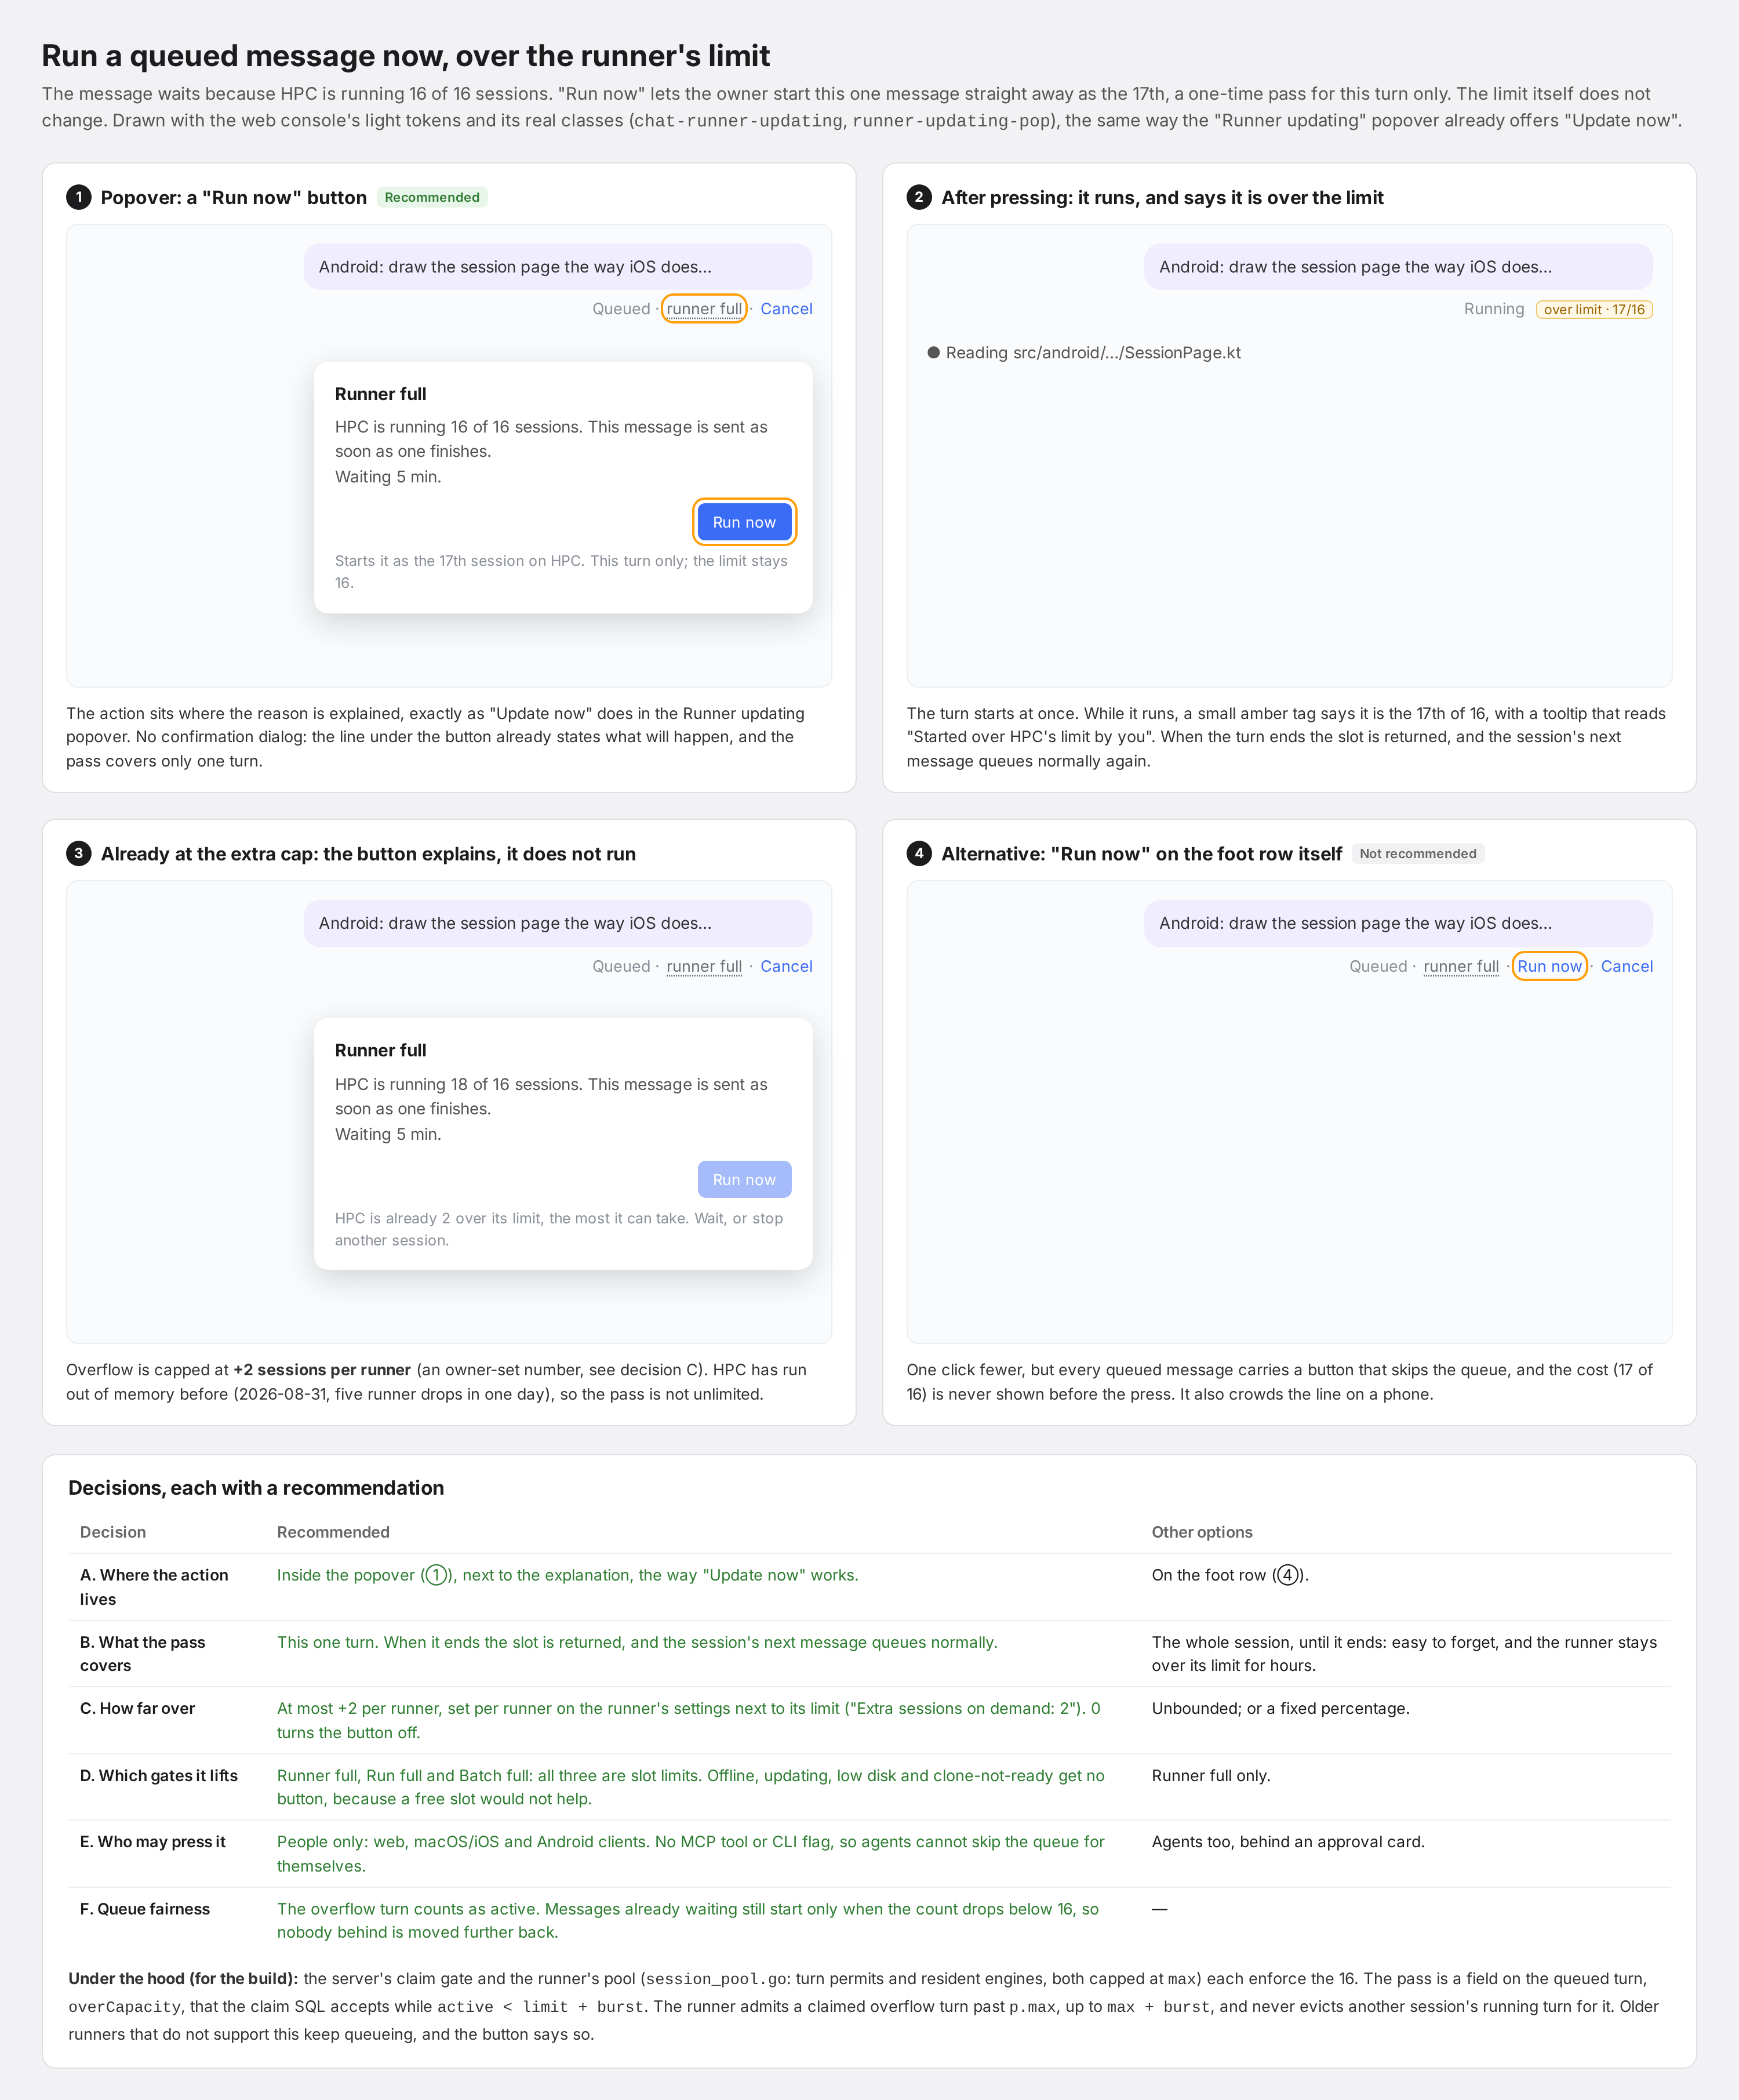 Run a queued message now, over the runner's limit
The message waits because HPC is running 16 of 16 sessions. "Run now" lets the owner start this one message straight away as the 17th, a one-time pass for this turn only. The limit itself does not
change. Drawn with the web console's light tokens and its real classes (chat-runner-updating, runner-updating-pop), the same way the "Runner updating" popover already offers "Update now".
1 Popover: a "Run now" button Recommended
Android: draw the session page the way iOS does...
Queued · runner full · Cancel
Runner full
HPC is running 16 of 16 sessions. This message is sent as
soon as one finishes.
Waiting 5 min.
Run now
Starts it as the 17th session on HPC. This turn only; the limit stays
16.
The action sits where the reason is explained, exactly as "Update now" does in the Runner updating
popover. No confirmation dialog: the line under the button already states what will happen, and the
pass covers only one turn.
2 After pressing: it runs, and says it is over the limit
Android: draw the session page the way iOS does...
Running over limit · 17/16
● Reading src/android/.../SessionPage.kt
The turn starts at once. While it runs, a small amber tag says it is the 17th of 16, with a tooltip that reads
"Started over HPC's limit by you". When the turn ends the slot is returned, and the session's next
message queues normally again.
3 Already at the extra cap: the button explains, it does not run
Android: draw the session page the way iOS does...
Queued · runner full · Cancel
Runner full
HPC is running 18 of 16 sessions. This message is sent as
soon as one finishes.
Waiting 5 min.
Run now
HPC is already 2 over its limit, the most it can take. Wait, or stop
another session.
Overflow is capped at +2 sessions per runner (an owner-set number, see decision C). HPC has run
out of memory before (2026-08-31, five runner drops in one day), so the pass is not unlimited.
4 Alternative: "Run now" on the foot row itself Not recommended
Android: draw the session page the way iOS does...
Queued · runner full · Run now · Cancel
One click fewer, but every queued message carries a button that skips the queue, and the cost (17 of
16) is never shown before the press. It also crowds the line on a phone.
Decisions, each with a recommendation
Decision Recommended Other options
A. Where the action
lives
Inside the popover (①), next to the explanation, the way "Update now" works.
On the foot row (④).
B. What the pass
covers
This one turn. When it ends the slot is returned, and the session's next message queues normally.
The whole session, until it ends: easy to forget, and the runner stays
over its limit for hours.
C. How far over
At most +2 per runner, set per runner on the runner's settings next to its limit ("Extra sessions on demand: 2"). 0
turns the button off.
Unbounded; or a fixed percentage.
D. Which gates it lifts
Runner full, Run full and Batch full: all three are slot limits. Offline, updating, low disk and clone-not-ready get no
button, because a free slot would not help.
Runner full only.
E. Who may press it
People only: web, macOS/iOS and Android clients. No MCP tool or CLI flag, so agents cannot skip the queue for
themselves.
Agents too, behind an approval card.
F. Queue fairness
The overflow turn counts as active. Messages already waiting still start only when the count drops below 16, so
nobody behind is moved further back.
—
Under the hood (for the build): the server's claim gate and the runner's pool (session_pool.go: turn permits and resident engines, both capped at max) each enforce the 16. The pass is a field on the queued turn,
overCapacity, that the claim SQL accepts while active < limit + burst. The runner admits a claimed overflow turn past p.max, up to max + burst, and never evicts another session's running turn for it. Older
runners that do not support this keep queueing, and the button says so.